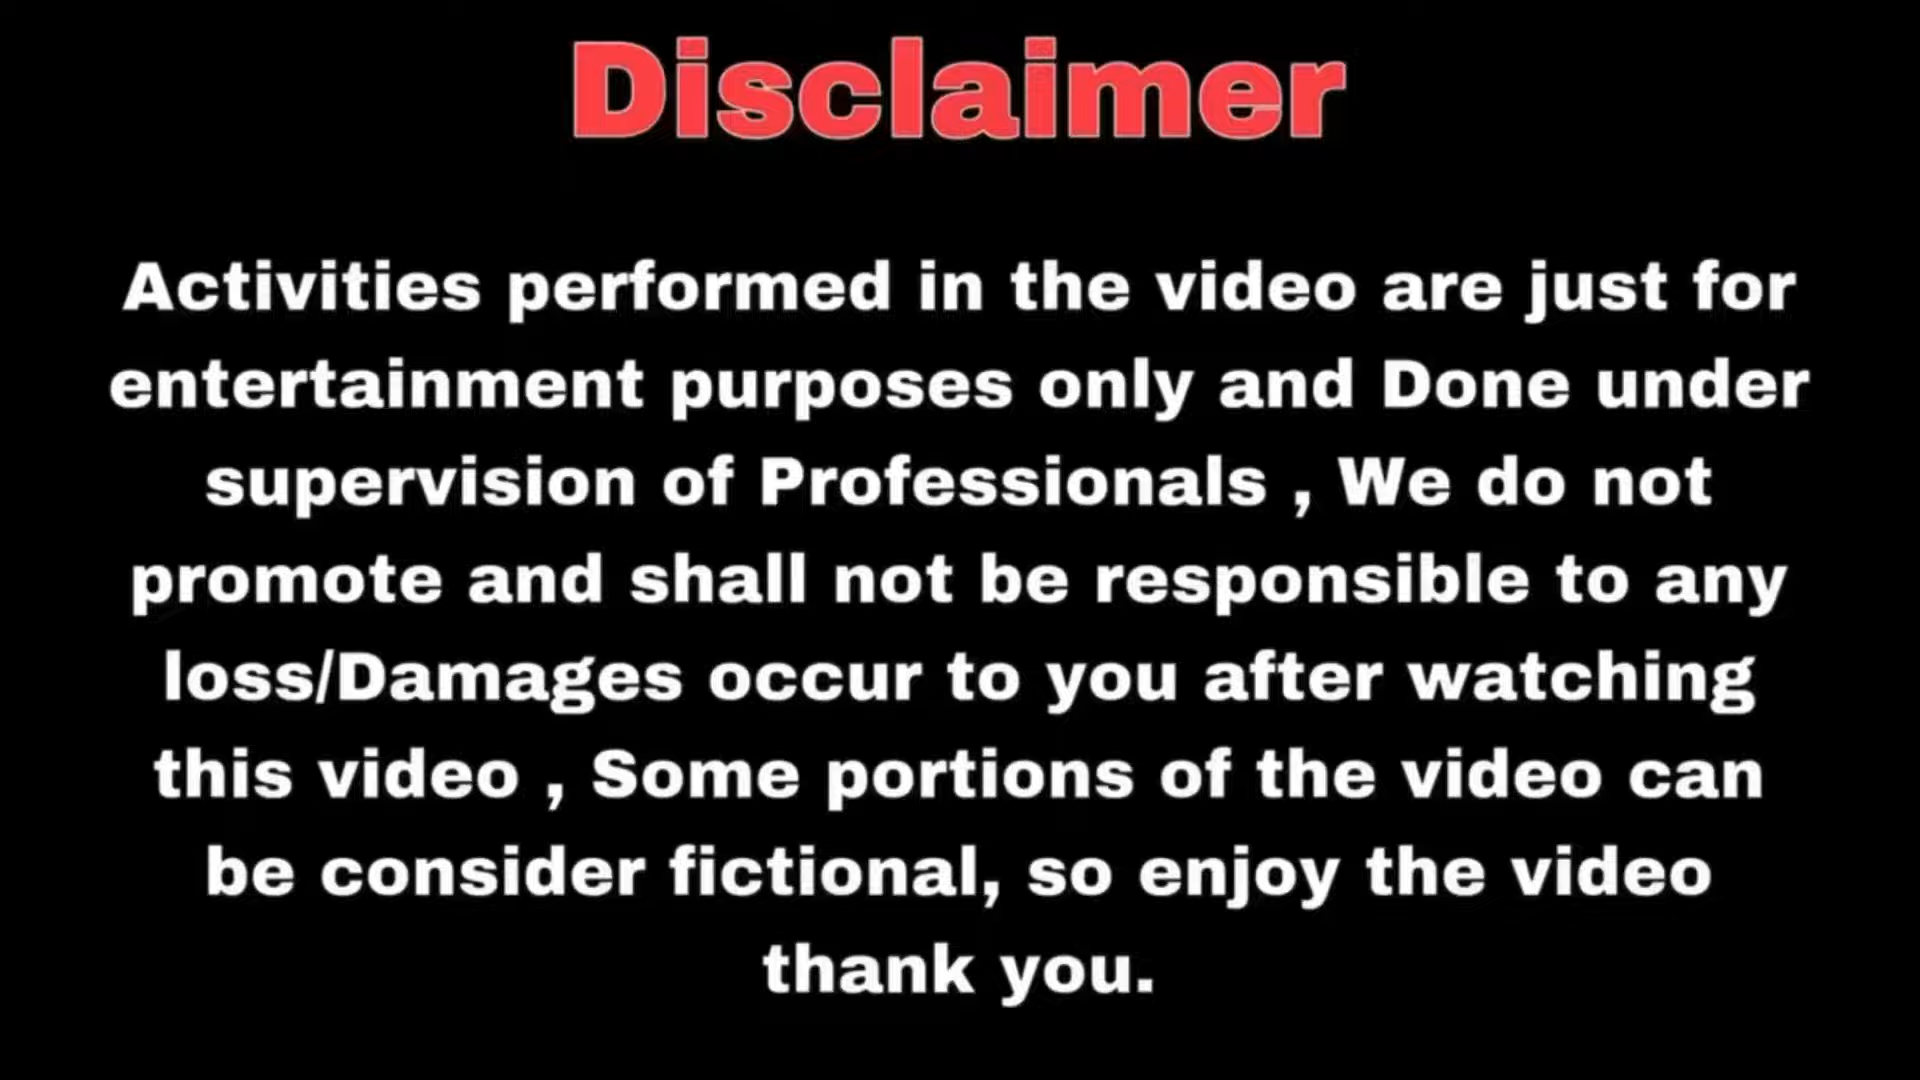 Disclaimer
Activities performed in the video are just for
entertainment purposes only and Done under
supervision of Professionals , We do not
promote and shall not be responsible to any
loss/Damages occur to you after watching
this video , Some portions of the video can
be consider fictional, so enjoy the video
thank you.